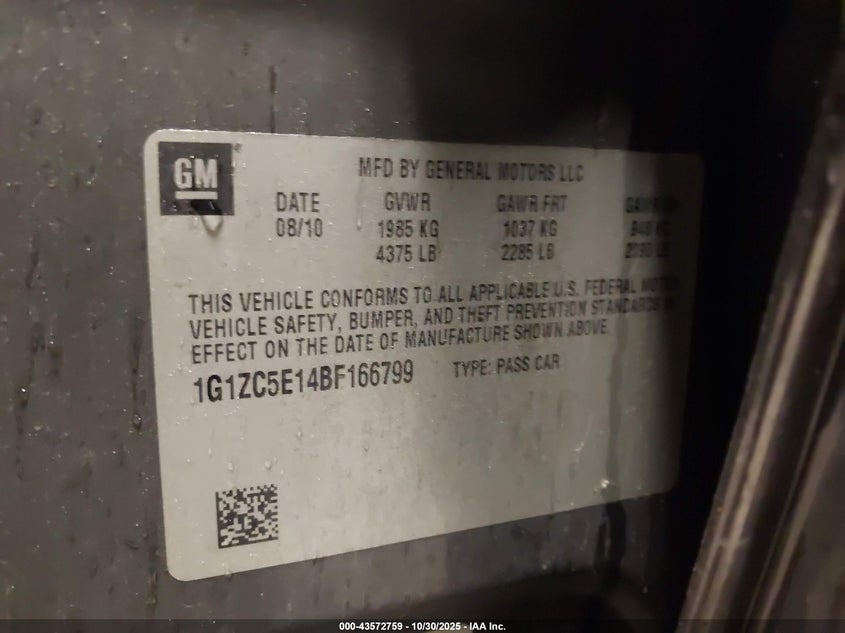 GM
MFD BY GENERAL MOTORS LLC
DATE GVWR GAWR FRT
08/10 1985 KG 1037 KG
4375 LB 2285 LB
THIS VEHICLE CONFORMS TO ALL APPLICABLE U.S. FEDERAL MOTOR
VEHICLE SAFETY, BUMPER, AND THEFT PREVENTION STANDARDS IN
EFFECT ON THE DATE OF MANUFACTURE SHOWN ABOVE.
1G1ZC5E14BF166799 TYPE: PASS CAR
000-43572759 - 10/30/2025 - IAA Inc.